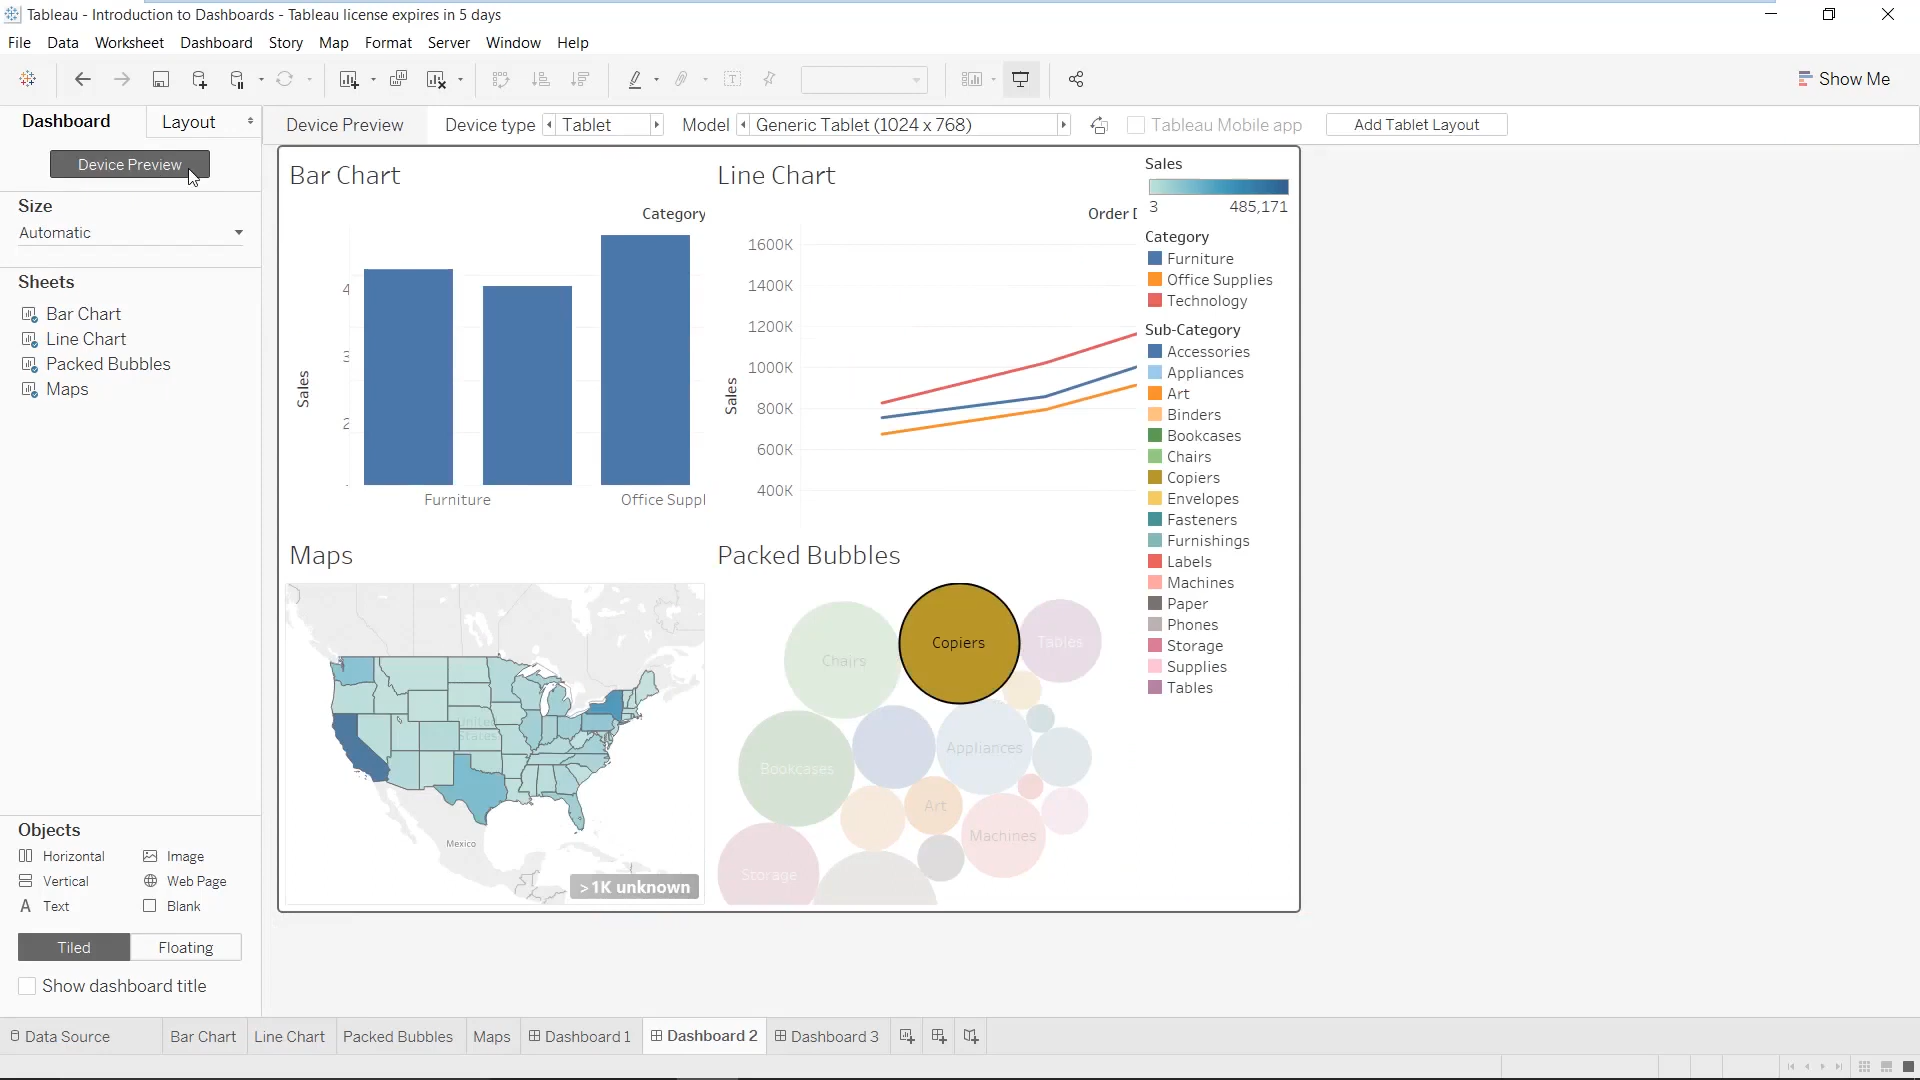 Tableau - Introduction to Dashboards - Tableau license expires in 5 days
File Data Worksheet Dashboard Story Map Format Server Window Help
Show Me
Dashboard Layout
Device Preview Device type Tablet Model Generic Tablet (1024 x 768) Tableau Mobile app Add Tablet Layout
Device Preview
Size
Automatic
Sheets
Bar Chart
Line Chart
Packed Bubbles
Maps
Objects
Horizontal Image
Vertical Web Page
A Text Blank
Tiled Floating
Show dashboard title
Bar Chart
Category
Sales
4
3
2
Furniture Office Suppl
Line Chart
Order D
Sales
1600K
1400K
1200K
1000K
800K
600K
400K
Maps
United
States
Mexico
>1K unknown
Packed Bubbles
Chairs
Copiers
Tables
Bookcases
Appliances
Art
Machines
Storage
Sales
3 485,171
Category
Furniture
Office Supplies
Technology
Sub-Category
Accessories
Appliances
Art
Binders
Bookcases
Chairs
Copiers
Envelopes
Fasteners
Furnishings
Labels
Machines
Paper
Phones
Storage
Supplies
Tables
Data Source Bar Chart Line Chart Packed Bubbles Maps Dashboard 1 Dashboard 2 Dashboard 3